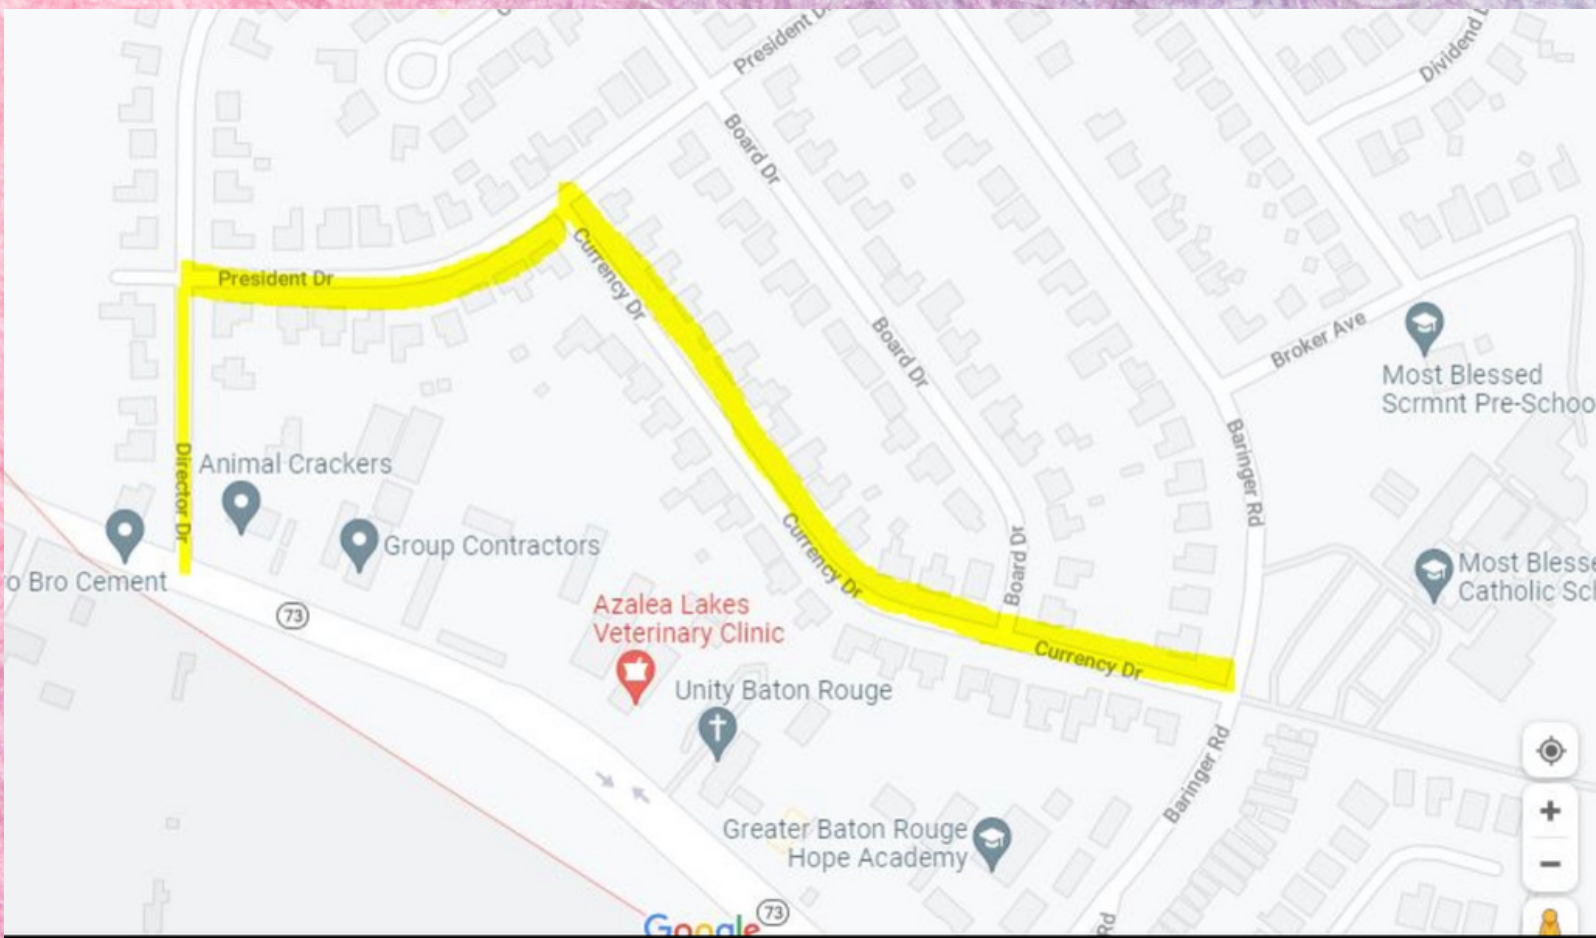 President Dr
Dividend
Board Dr
Currency Dr
President Dr
Board Dr
Broker Ave
Most Blessed
Scrmnt Pre-Schoo
Baringer Rd
Director Dr
Animal Crackers
Group Contractors
Currency Dr
Board Dr
o Bro Cement
Most Blesse
Catholic Sc
73
Azalea Lakes
Veterinary Clinic
Currency Dr
Unity Baton Rouge
Baringer Rd
Greater Baton Rouge
Hope Academy
73
Google
Rd